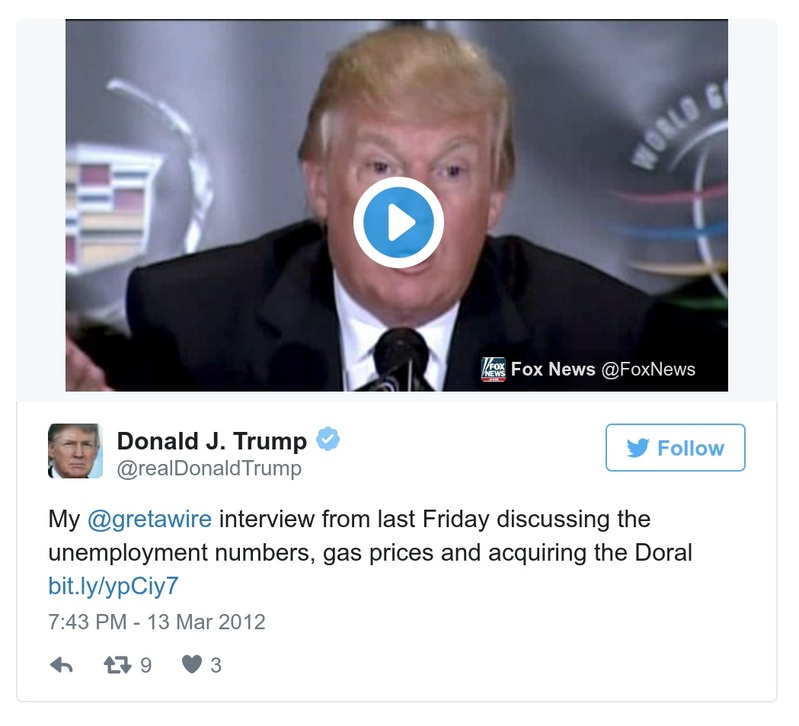 WORLD G
FOX
NEWS
Fox News @FoxNews
Donald J. Trump
@realDonaldTrump
Follow
My @gretawire interview from last Friday discussing the
unemployment numbers, gas prices and acquiring the Doral
bit.ly/ypCiy7
7:43 PM - 13 Mar 2012
9 3